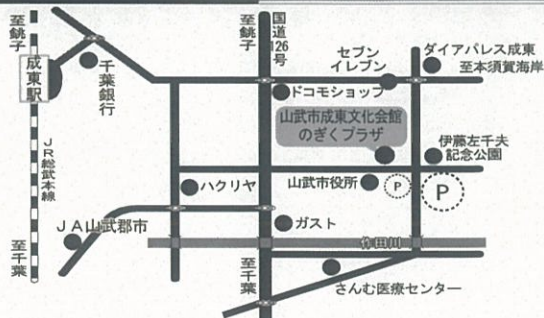 至銚子
成東駅
千葉銀行
JR総武本線
至千葉
JA山武郡市
至銚子
国道126号
ドコモショップ
セブン
イレブン
ダイアパレス成東
至本須賀海岸
山武市成東文化会館
のぎくプラザ
伊藤左千夫
記念公園
ハクリヤ
山武市役所
P
P
ガスト
作田川
至千葉
さんむ医療センター